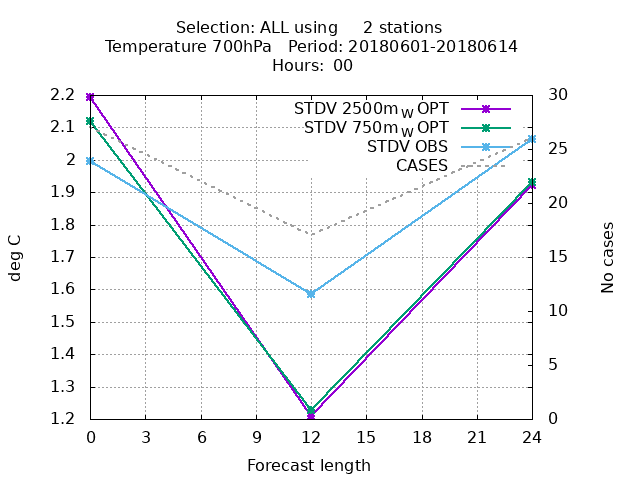 Selection: ALL using 2 stations
Temperature 700hPa Period: 20180601-20180614
Hours: 00
STDV 2500m_W OPT
STDV 750m_W OPT
STDV OBS
CASES
2.2
2.1
2
1.9
1.8
1.7
1.6
1.5
1.4
1.3
1.2
deg C
30
25
20
15
10
5
0
No cases
0 3 6 9 12 15 18 21 24
Forecast length